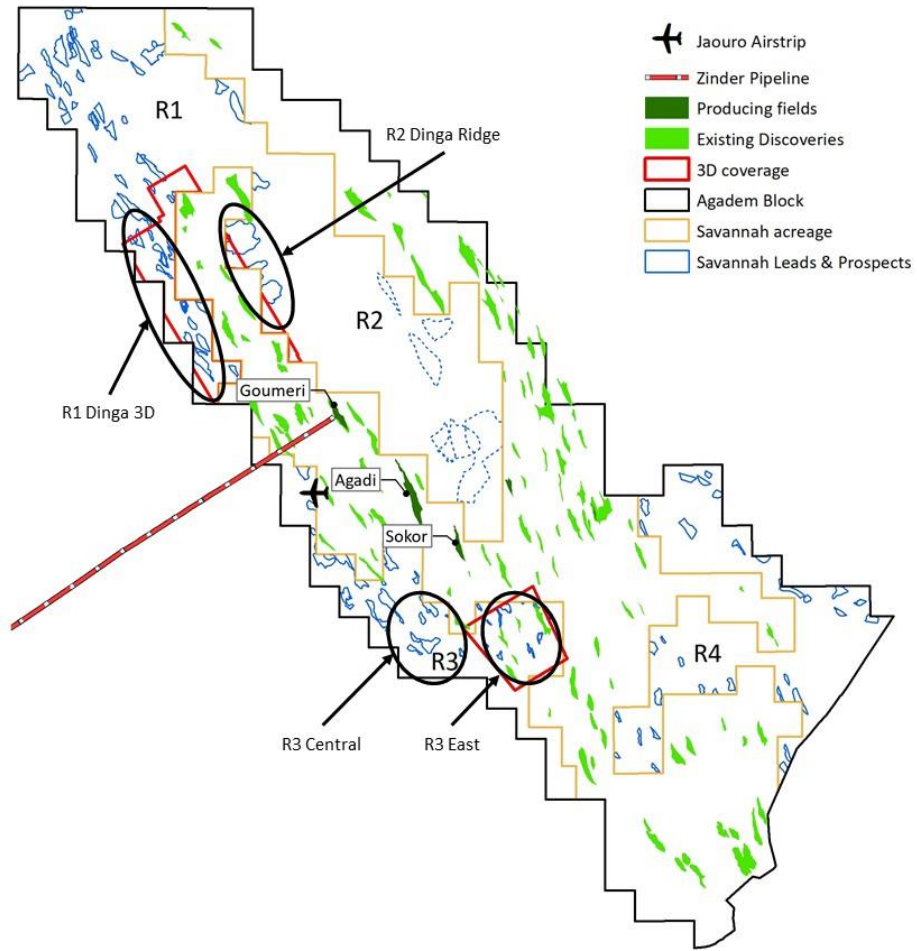 Jaouro Airstrip
Zinder Pipeline
Producing fields
Existing Discoveries
3D coverage
Agadem Block
Savannah acreage
Savannah Leads & Prospects
R1
R2 Dinga Ridge
R2
Goumeri
R1 Dinga 3D
Agadi
Sokor
R3
R4
R3 Central
R3 East